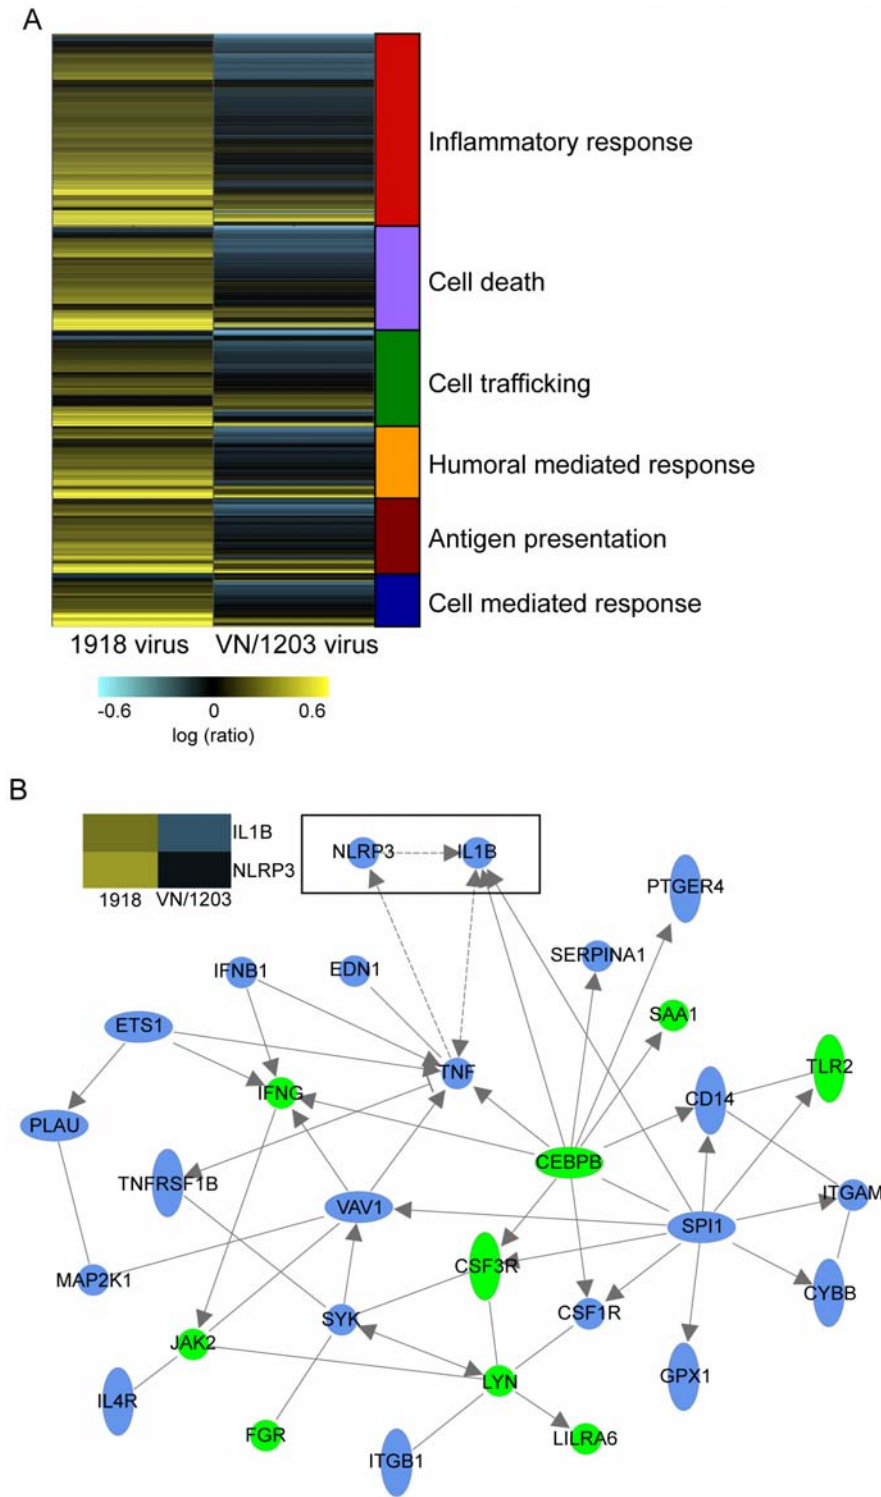 A
Inflammatory response
Cell death
Cell trafficking
Humoral mediated response
Antigen presentation
Cell mediated response
1918 virus VN/1203 virus
-0.6 0 0.6
log (ratio)
B
IL1B
NLRP3
1918 VN/1203
NLRP3 IL1B
PTGER4
SERPINA1
IFNB1 EDN1
SAA1
ETS1
TNF TLR2
IFNG CD14
PLAU
CEBPB
TNFRSF1B ITGAM
VAV1 SPI1
CSF3R
MAP2K1 CYBB
SYK CSF1R
JAK2
LYN GPX1
IL4R
FGR LILRA6
ITGB1